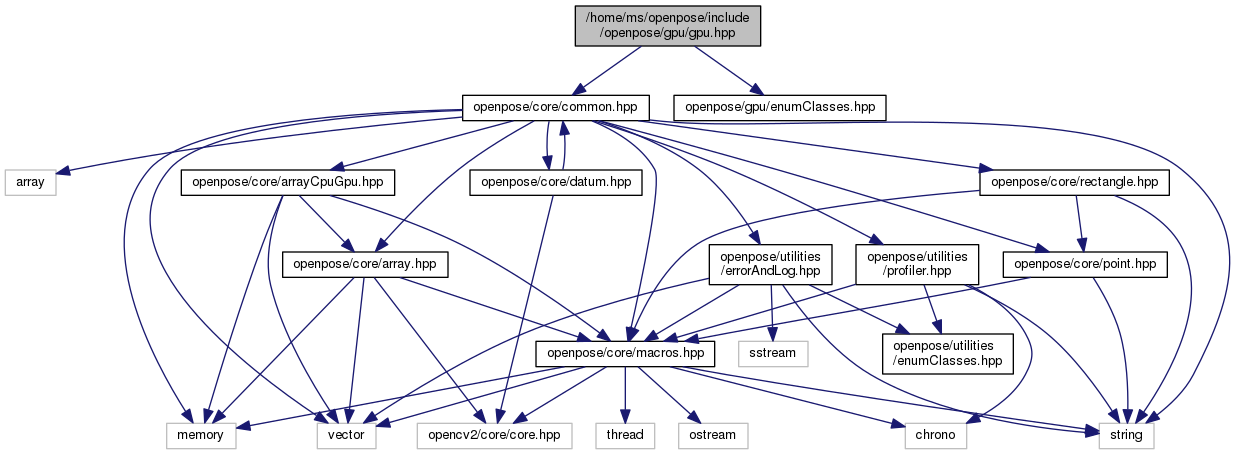 /home/ms/openpose/include
/openpose/gpu/gpu.hpp
openpose/core/common.hpp
openpose/gpu/enumClasses.hpp
array
openpose/core/arrayCpuGpu.hpp
openpose/core/datum.hpp
openpose/core/rectangle.hpp
openpose/core/array.hpp
openpose/utilities
/errorAndLog.hpp
openpose/utilities
/profiler.hpp
openpose/core/point.hpp
openpose/core/macros.hpp
sstream
openpose/utilities
/enumClasses.hpp
memory
vector
opencv2/core/core.hpp
thread
ostream
chrono
string